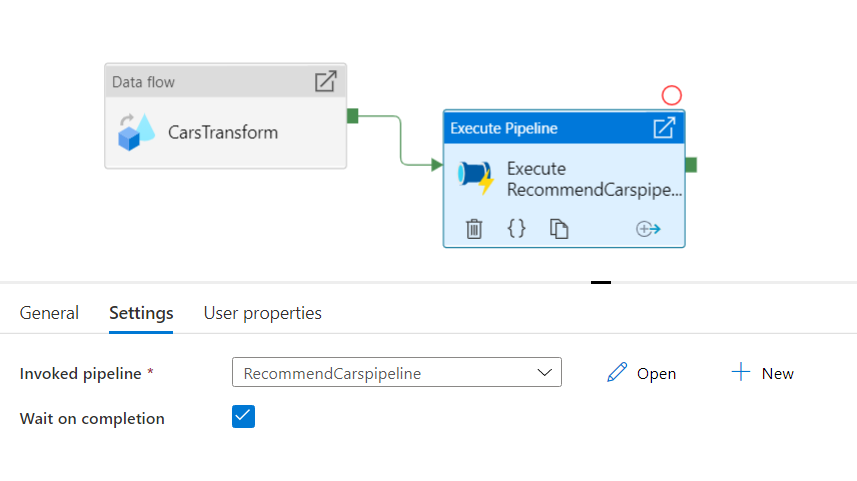 Data flow
CarsTransform
Execute Pipeline
Execute
RecommendCarspipe...
{}
General
Settings
User properties
Invoked pipeline *
RecommendCarspipeline
Open
New
Wait on completion